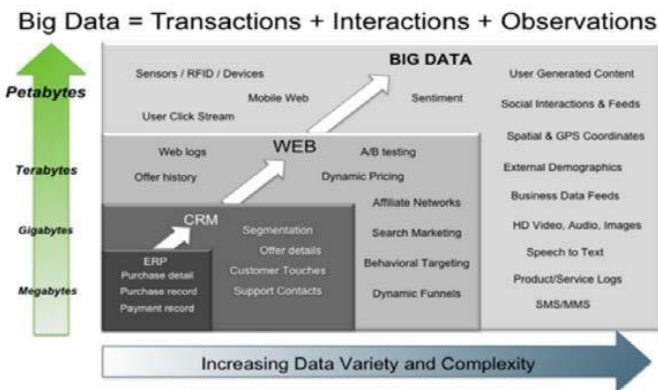 Big Data = Transactions + Interactions + Observations
Petabytes
Terabytes
Gigabytes
Megabytes
BIG DATA
Sensors / RFID / Devices
Mobile Web
Sentiment
User Click Stream
User Generated Content
Social Interactions & Feeds
Spatial & GPS Coordinates
External Demographics
Business Data Feeds
HD Video, Audio, Images
Speech to Text
Product/Service Logs
SMS/MMS
WEB
Web logs
A/B testing
Offer history
Dynamic Pricing
Affiliate Networks
Search Marketing
Behavioral Targeting
Dynamic Funnels
CRM
Segmentation
Offer details
Customer Touches
Support Contacts
ERP
Purchase detail
Purchase record
Payment record
Increasing Data Variety and Complexity